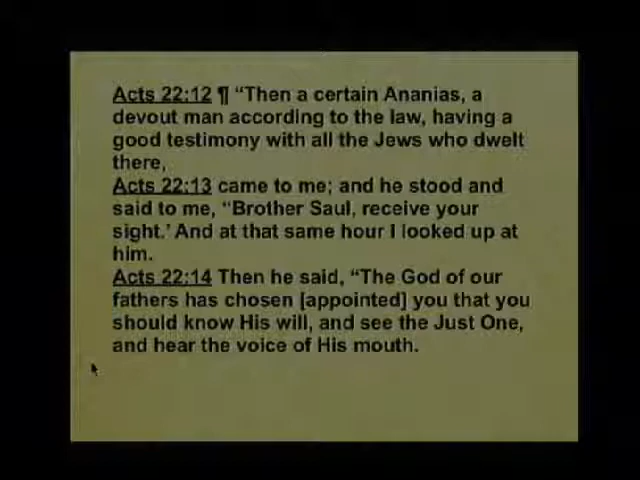 Acts 22:12 ¶ “Then a certain Ananias, a
devout man according to the law, having a
good testimony with all the Jews who dwelt
there,
Acts 22:13 came to me; and he stood and
said to me, “Brother Saul, receive your
sight.’ And at that same hour I looked up at
him.
Acts 22:14 Then he said, “The God of our
fathers has chosen [appointed] you that you
should know His will, and see the Just One,
and hear the voice of His mouth.